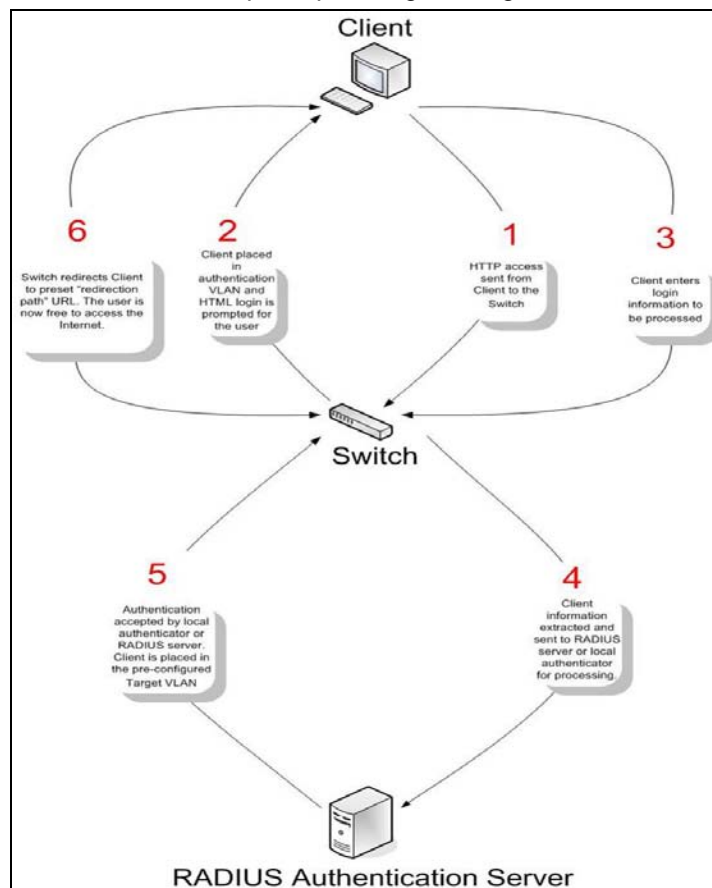 Client
6
Switch redirects Client
to preset "redirection
path" URL. The user is
now free to access the
Internet.
2
Client placed
in
authentication
VLAN and
HTML login is
prompted for
the user
1
HTTP access
sent from
Client to the
Switch
3
Client enters
login
information to
be processed
Switch
5
Authentication
accepted by local
authenticator or
RADIUS server.
Client is placed in
the pre-configured
Target VLAN
4
Client
information
extracted and
sent to RADIUS
server or local
authenticator
for processing.
RADIUS Authentication Server